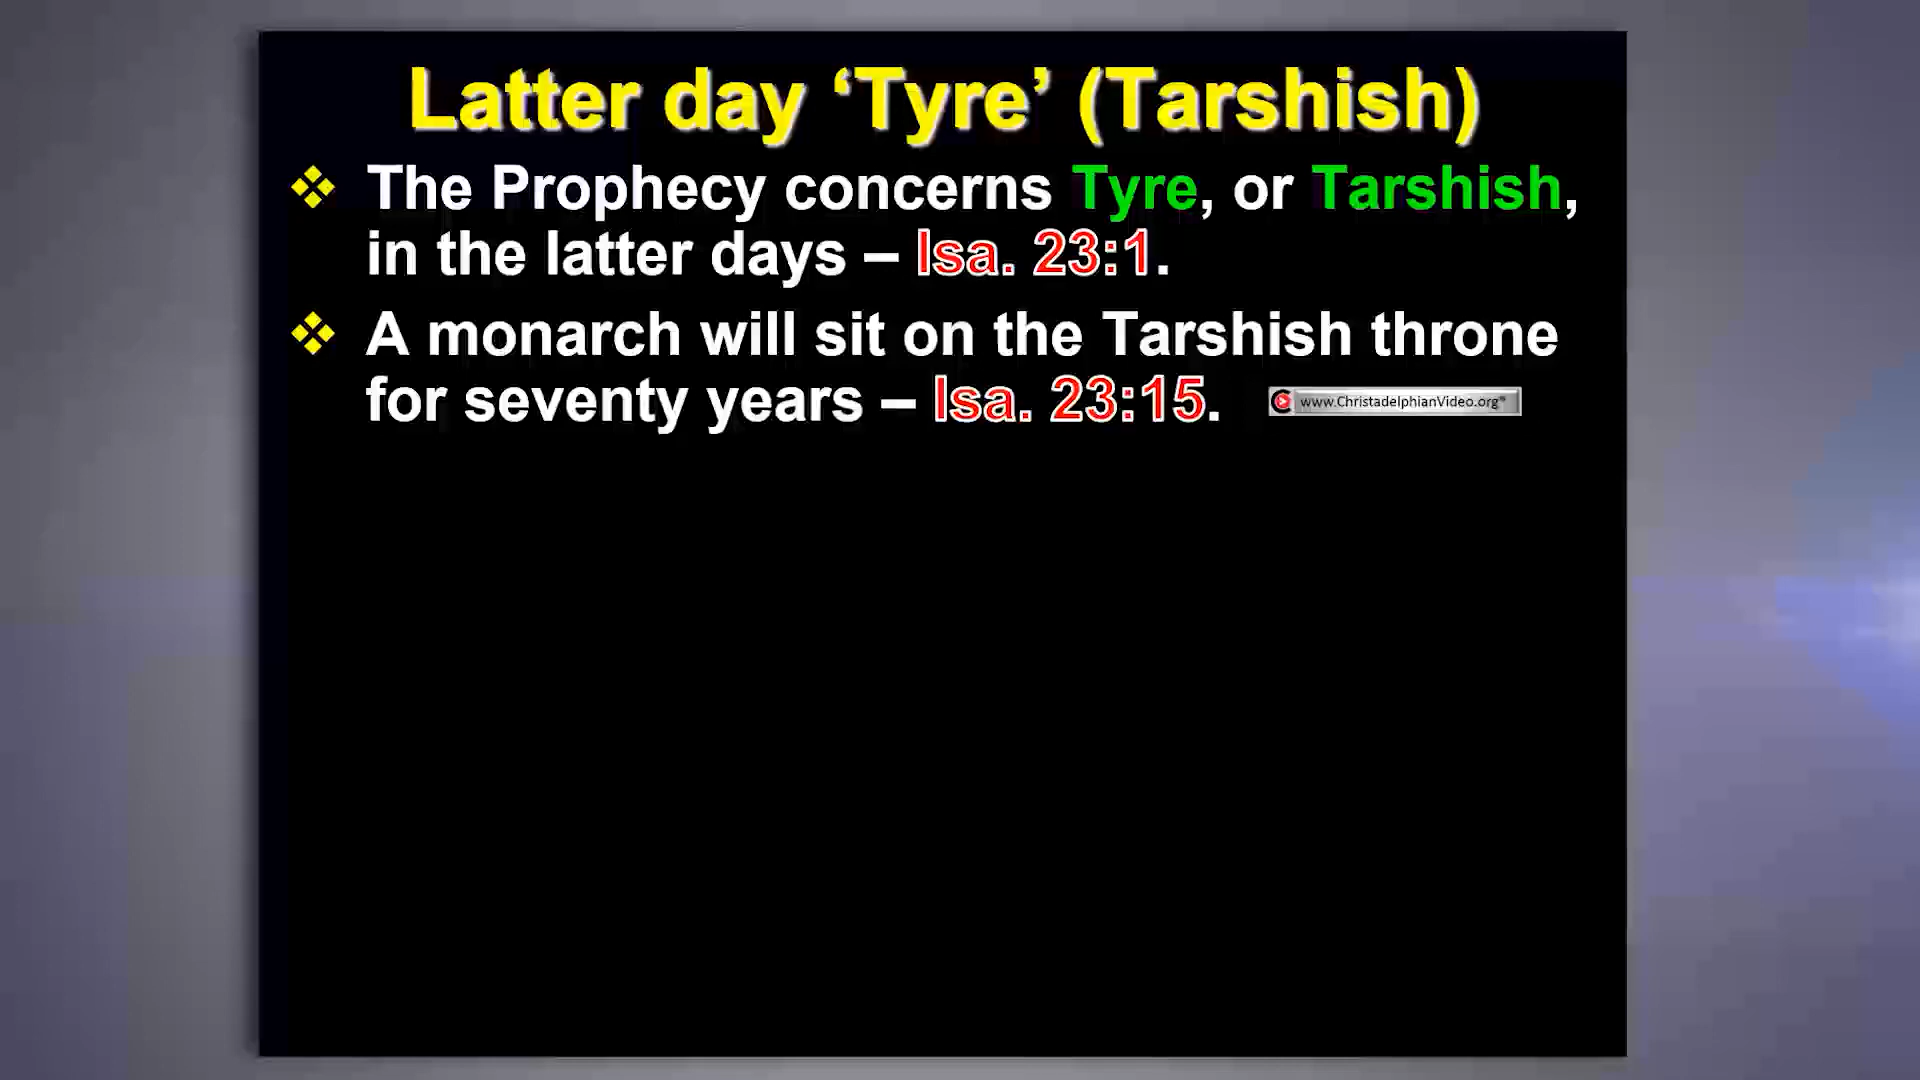 Latter day ‘Tyre’ (Tarshish)
❖ The Prophecy concerns Tyre, or Tarshish,
in the latter days – Isa. 23:1.
❖ A monarch will sit on the Tarshish throne
for seventy years – Isa. 23:15.
www.ChristadelphianVideo.org®